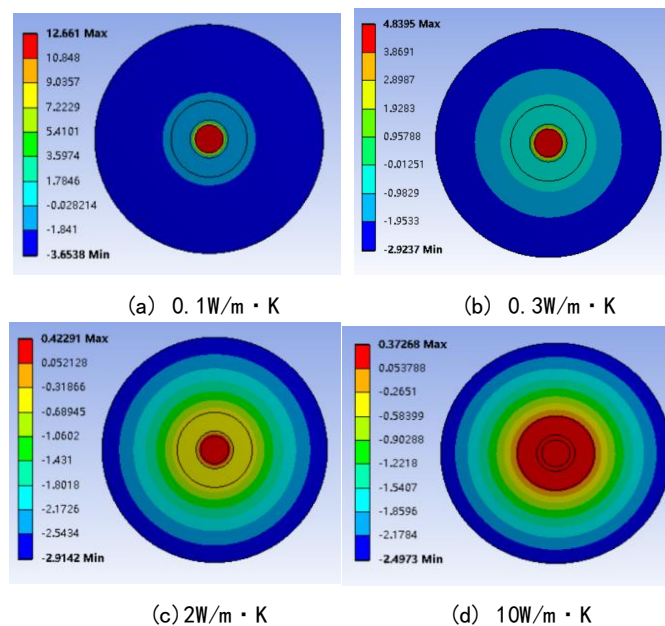 12.661 Max
10.848
9.0357
7.2229
5.4101
3.5974
1.7846
-0.028214
-1.841
-3.6538 Min
4.8395 Max
3.8691
2.8987
1.9283
0.95788
-0.01251
-0.9829
-1.9533
-2.9237 Min
(a) 0.1W/m·K
(b) 0.3W/m·K
0.42291 Max
0.052128
-0.31866
-0.68945
-1.0602
-1.431
-1.8018
-2.1726
-2.5434
-2.9142 Min
0.37268 Max
0.053788
-0.2651
-0.58399
-0.90288
-1.2218
-1.5407
-1.8596
-2.1784
-2.4973 Min
(c)2W/m·K
(d) 10W/m·K